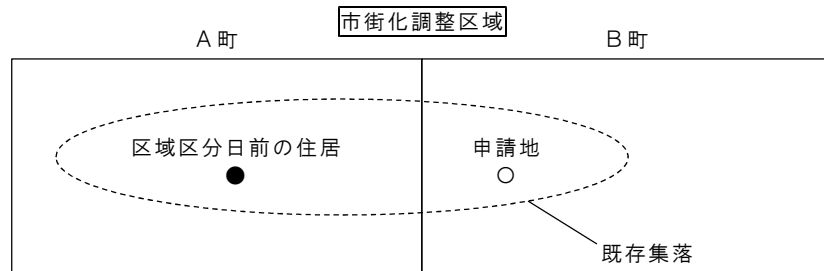 市街化調整区域
A町
B町
区域区分日前の住居
申請地
既存集落